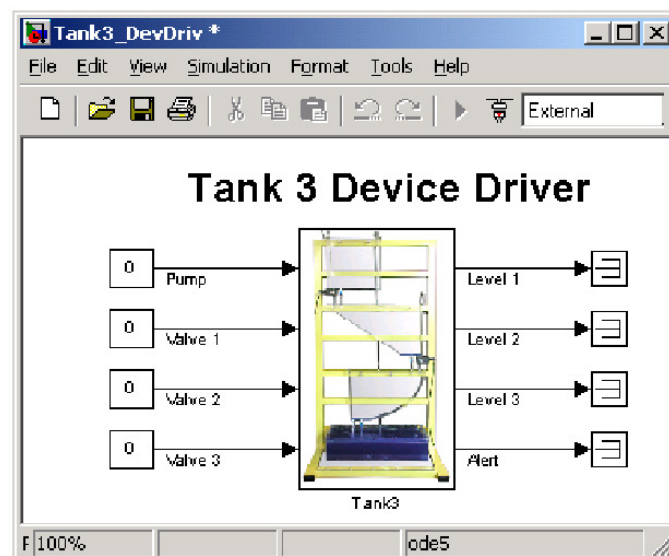 Tank3_DevDriv *
File Edit View Simulation Format Tools Help
External
Tank 3 Device Driver
0 Pump Level 1
0 Valve 1 Level 2
0 Valve 2 Level 3
0 Valve 3 Alert
Tank3
F 100% ode5